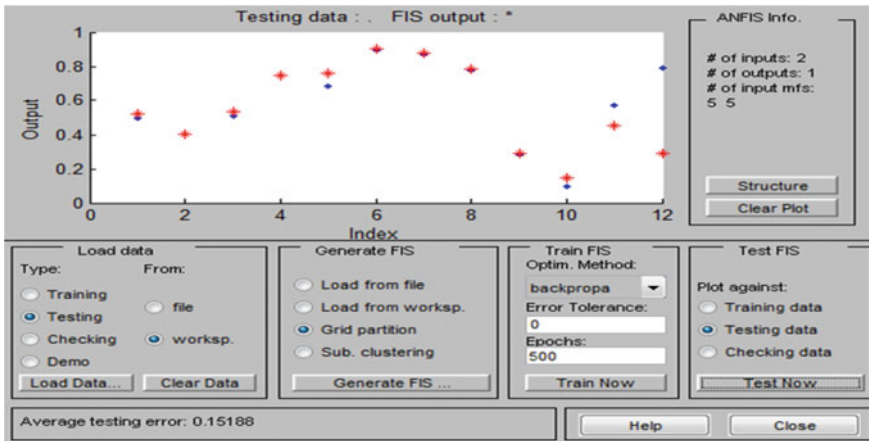 Testing data : .   FIS output : *
Output
1
0.8
0.6
0.4
0.2
0
0 2 4 6 8 10 12
Index
ANFIS Info.
# of inputs: 2
# of outputs: 1
# of input mfs:
5 5
Structure
Clear Plot
Load data
Type: From:
Training
Testing
Checking
Demo
file
worksp.
Load Data... Clear Data
Generate FIS
Load from file
Load from worksp.
Grid partition
Sub. clustering
Generate FIS ...
Train FIS
Optim. Method:
backpropa
Error Tolerance:
0
Epochs:
500
Train Now
Test FIS
Plot against:
Training data
Testing data
Checking data
Test Now
Average testing error: 0.15188
Help Close